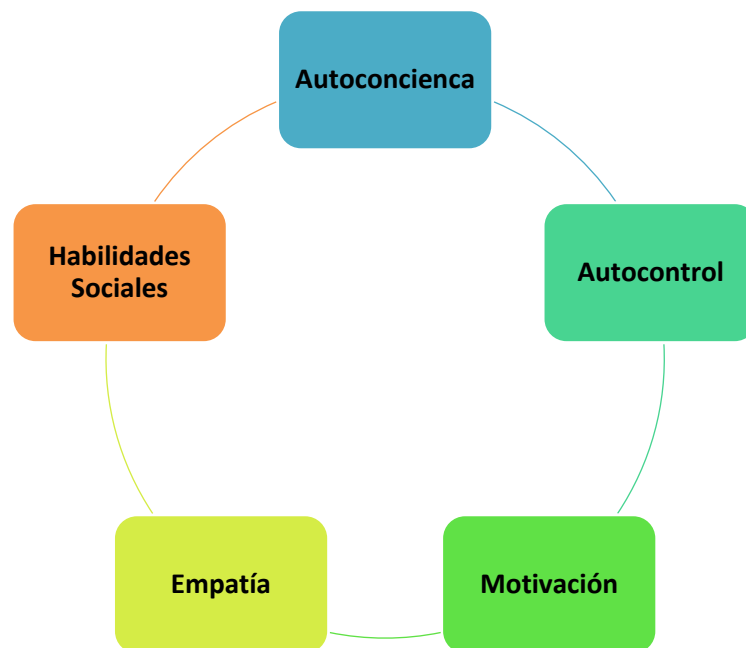 Autoconcienca
Autocontrol
Motivación
Empatía
Habilidades
Sociales